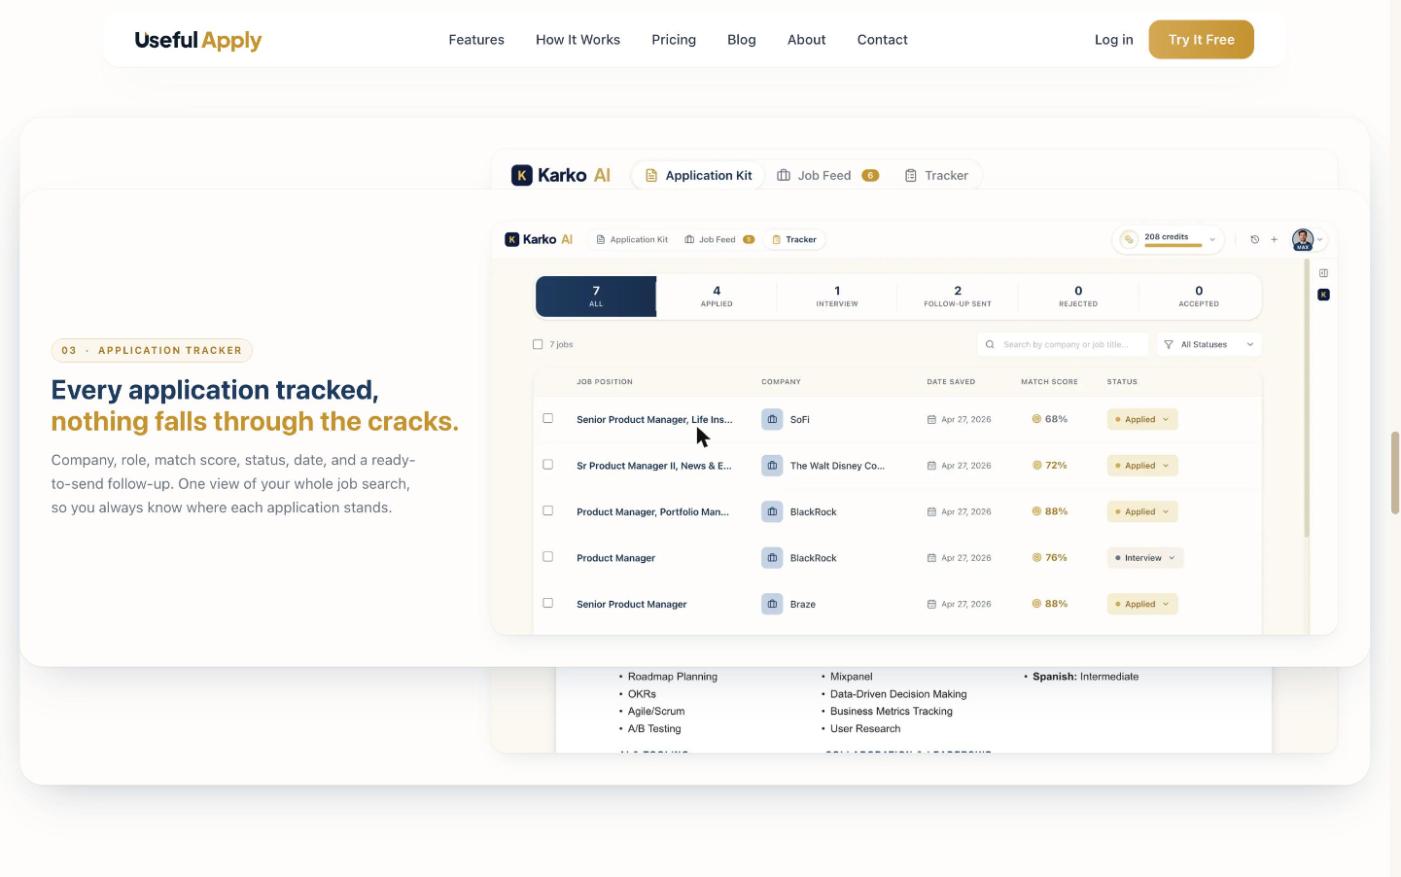 Useful Apply
Features How It Works Pricing Blog About Contact
Log in Try It Free
K Karko AI Application Kit Job Feed 6 Tracker
K Karko AI Application Kit Job Feed Tracker
208 credits
MAX
7 4 1 2 0 0
ALL APPLIED INTERVIEW FOLLOW-UP SENT REJECTED ACCEPTED
7 jobs Search by company or job title... All Statuses
K
03 · APPLICATION TRACKER
Every application tracked,
nothing falls through the cracks.
Company, role, match score, status, date, and a ready-
to-send follow-up. One view of your whole job search,
so you always know where each application stands.
JOB POSITION COMPANY DATE SAVED MATCH SCORE STATUS
Senior Product Manager, Life Ins... SoFi Apr 27, 2026 68% Applied
Sr Product Manager II, News & E... The Walt Disney Co... Apr 27, 2026 72% Applied
Product Manager, Portfolio Man... BlackRock Apr 27, 2026 88% Applied
Product Manager BlackRock Apr 27, 2026 76% Interview
Senior Product Manager Braze Apr 27, 2026 88% Applied
• Roadmap Planning • Mixpanel • Spanish: Intermediate
• OKRs • Data-Driven Decision Making
• Agile/Scrum • Business Metrics Tracking
• A/B Testing • User Research